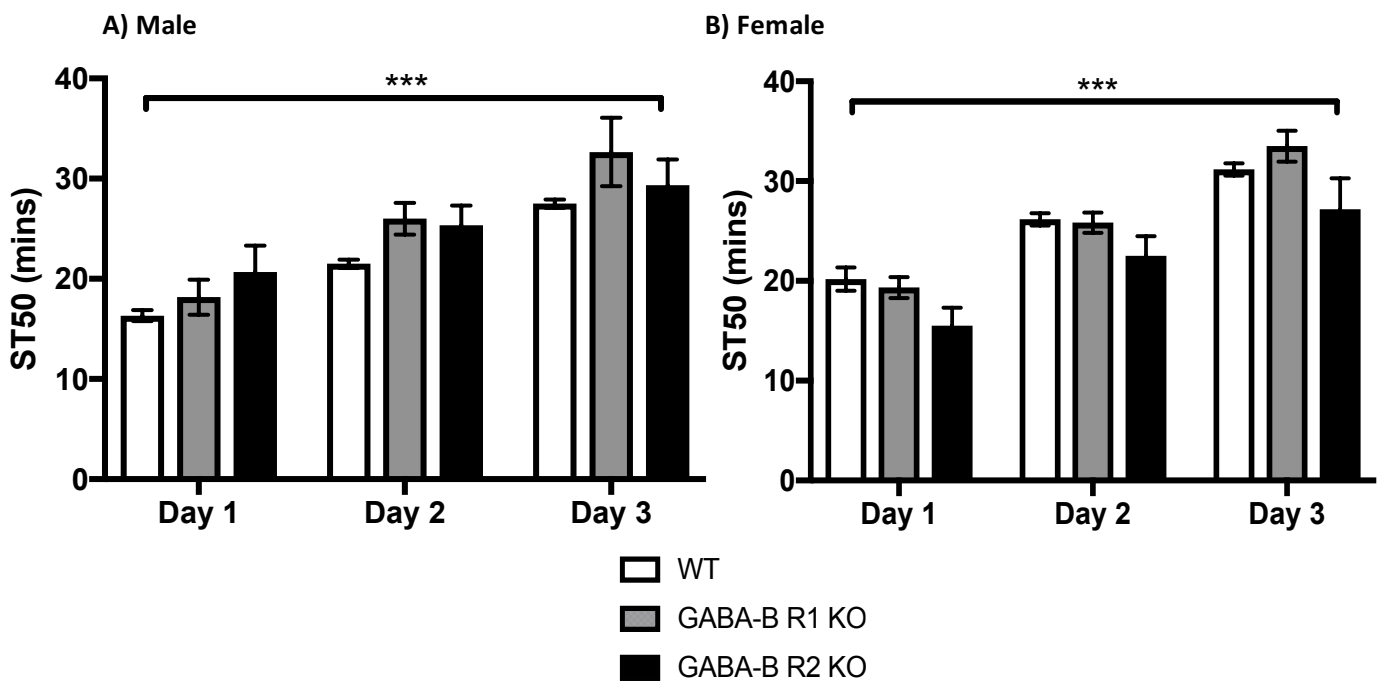 A) Male
***
40
30
20
10
0
ST50 (mins)
Day 1 Day 2 Day 3
B) Female
***
40
30
20
10
0
ST50 (mins)
Day 1 Day 2 Day 3
WT
GABA-B R1 KO
GABA-B R2 KO